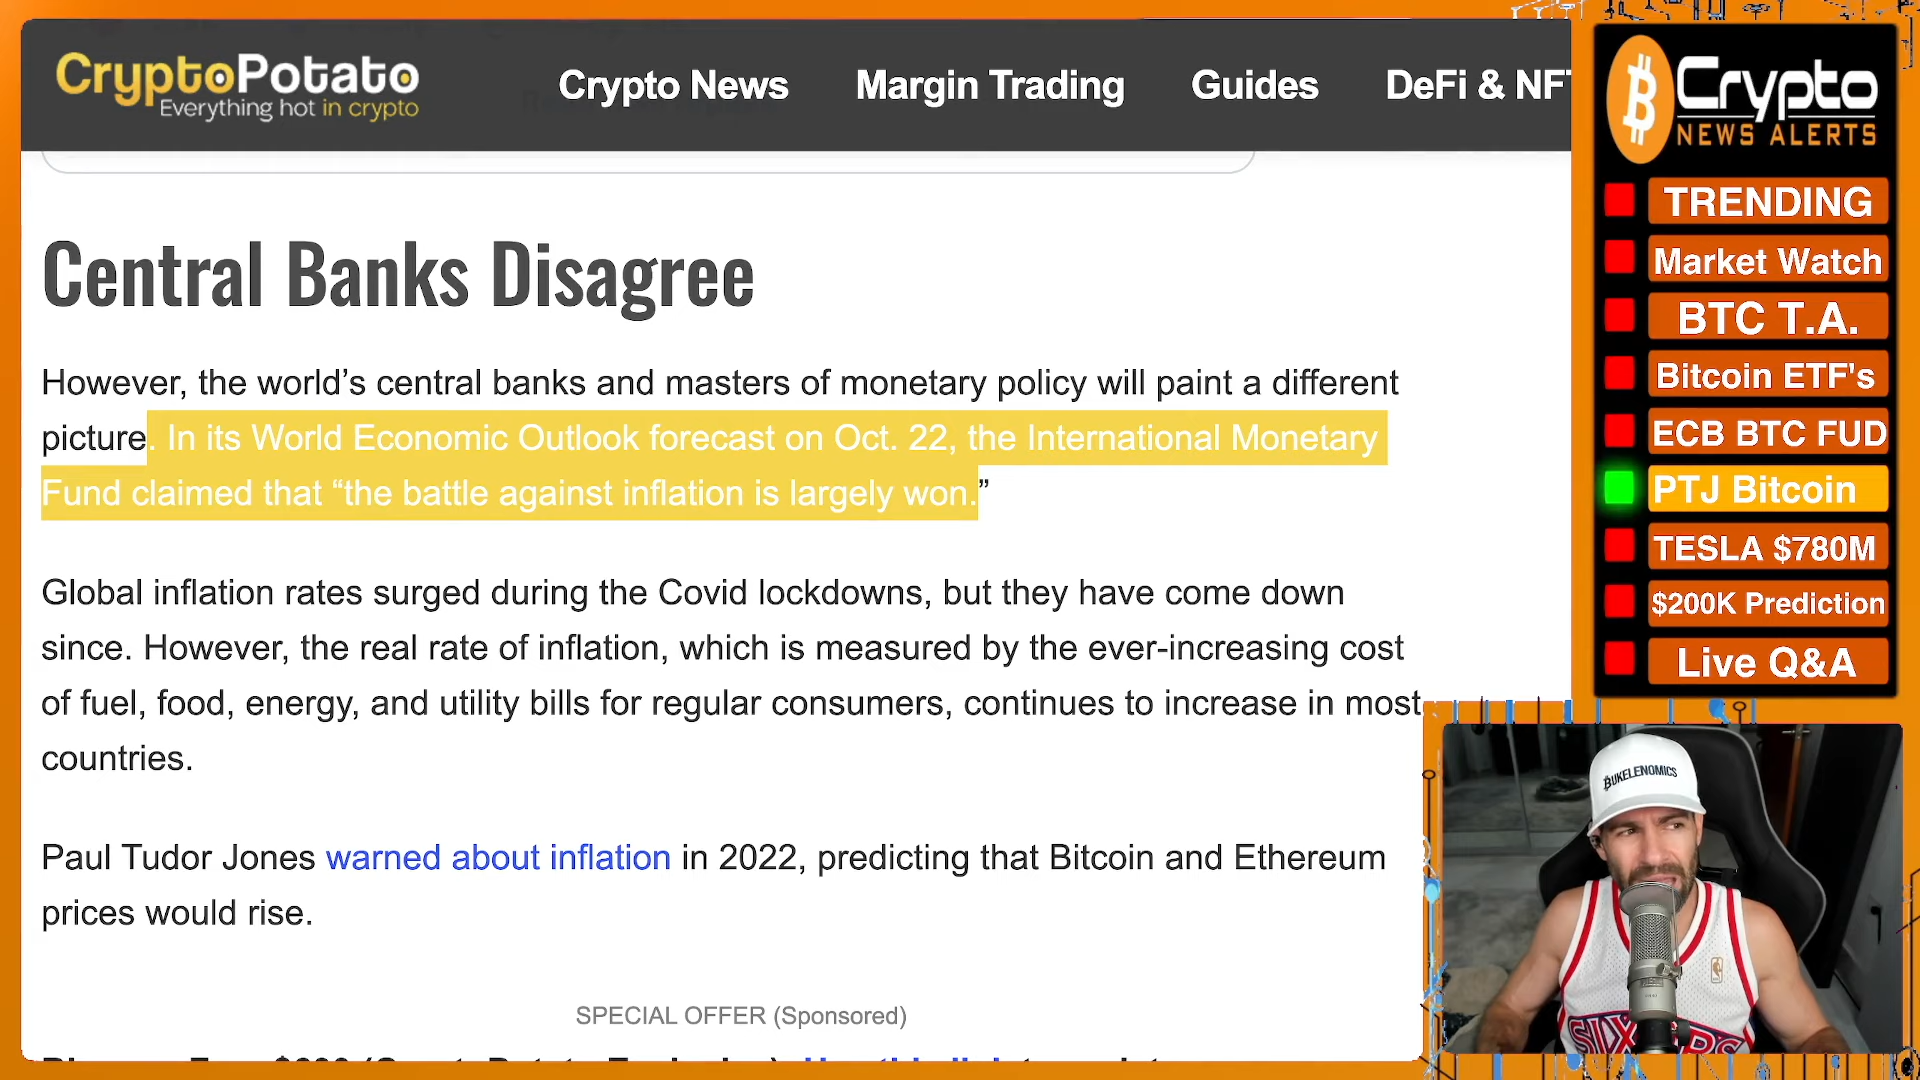 CryptoPotato
Everything hot in crypto
Crypto News
Margin Trading
Guides
DeFi & NFT
Central Banks Disagree
However, the world’s central banks and masters of monetary policy will paint a different
picture. In its World Economic Outlook forecast on Oct. 22, the International Monetary
Fund claimed that “the battle against inflation is largely won.”
Global inflation rates surged during the Covid lockdowns, but they have come down
since. However, the real rate of inflation, which is measured by the ever-increasing cost
of fuel, food, energy, and utility bills for regular consumers, continues to increase in most
countries.
Paul Tudor Jones warned about inflation in 2022, predicting that Bitcoin and Ethereum
prices would rise.
SPECIAL OFFER (Sponsored)
Crypto
NEWS ALERTS
TRENDING
Market Watch
BTC T.A.
Bitcoin ETF's
ECB BTC FUD
PTJ Bitcoin
TESLA $780M
$200K Prediction
Live Q&A
BUKELENOMICS